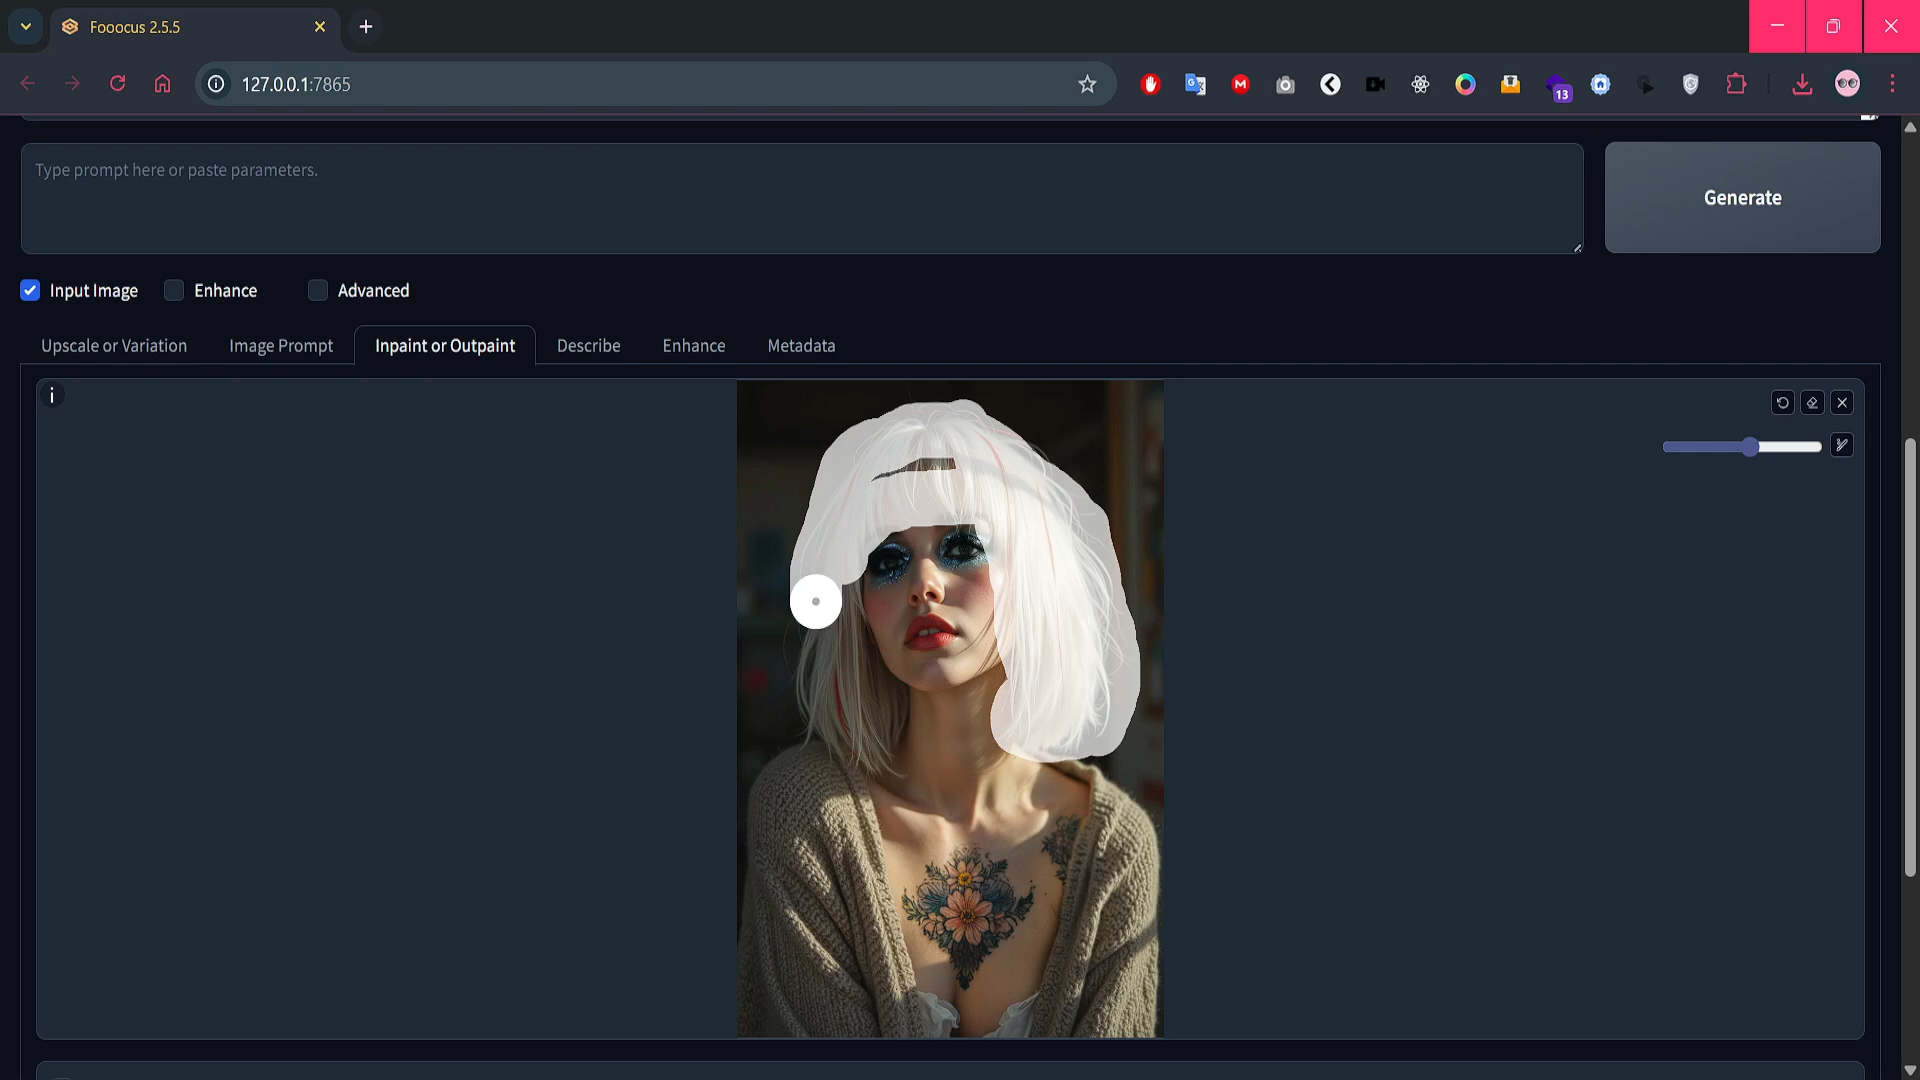 Fooocus 2.5.5
127.0.0.1:7865
13
Type prompt here or paste parameters.
Generate
Input Image
Enhance
Advanced
Upscale or Variation
Image Prompt
Inpaint or Outpaint
Describe
Enhance
Metadata